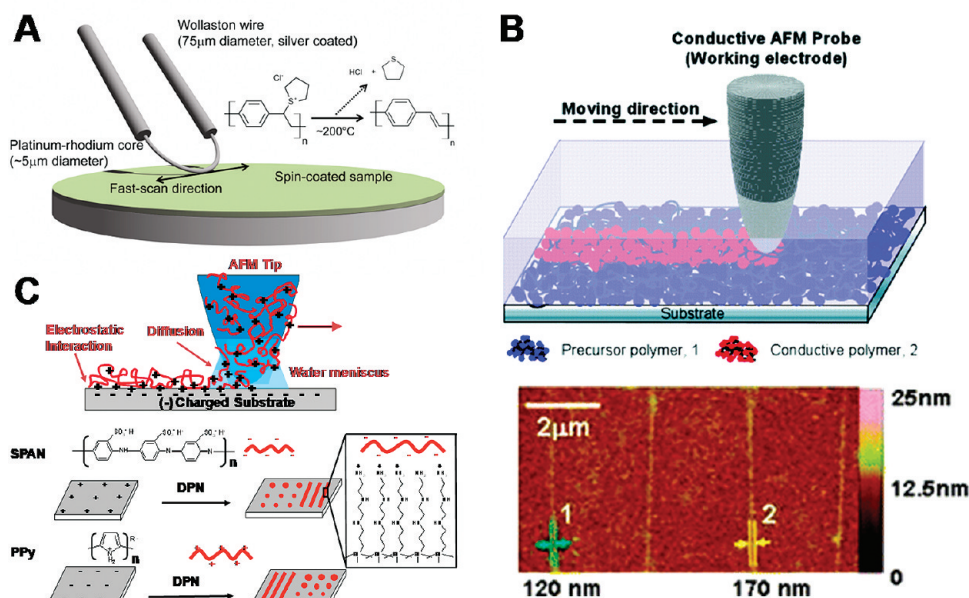 A
Wollaston wire
(75μm diameter, silver coated)
Cl⁻
S⁺
HCl +
S
n
~200°C
n
Platinum-rhodium core
(~5μm diameter)
Fast-scan direction
Spin-coated sample
B
Conductive AFM Probe
(Working electrode)
Moving direction
Substrate
Precursor polymer, 1
Conductive polymer, 2
2μm
1
2
120 nm
170 nm
25nm
12.5nm
0
C
AFM Tip
Electrostatic
Interaction
Diffusion
Water meniscus
(-) Charged Substrate
SPAN
n
DPN
PPy
n
DPN